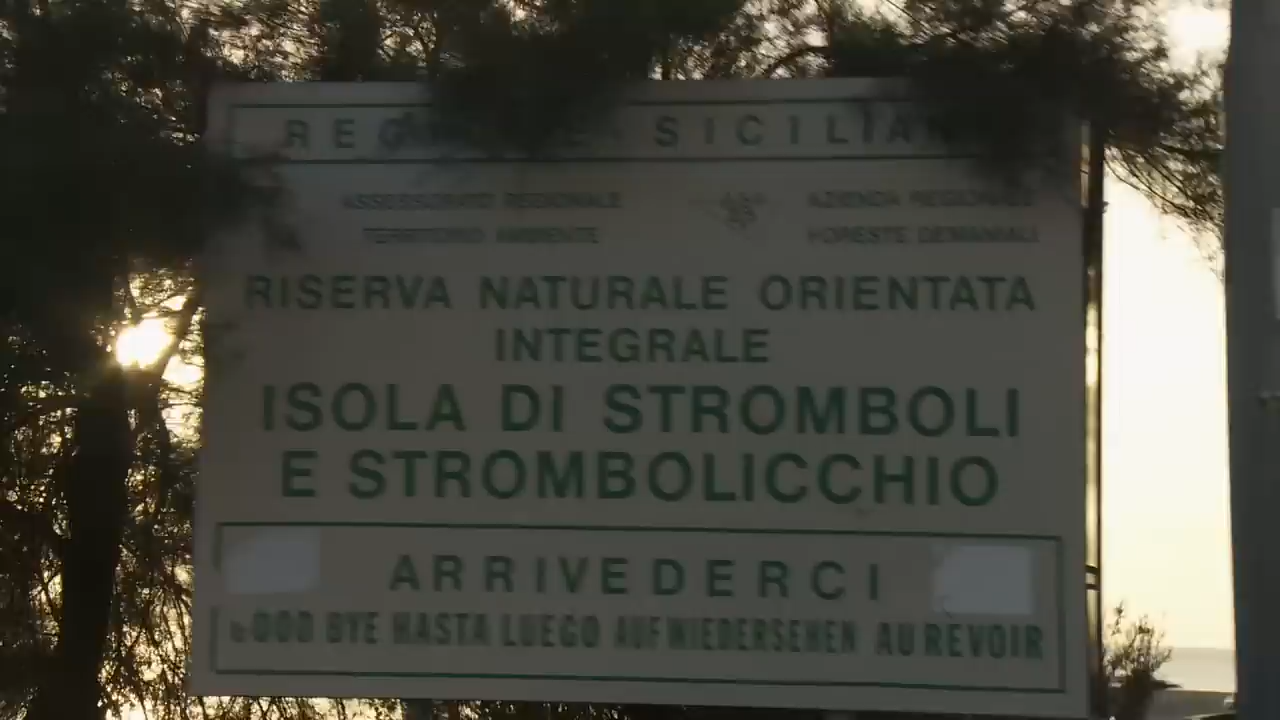 REGIONE SICILIANA
ASSESSORATO REGIONALE
TERRITORIO AMBIENTE
AZIENDA REGIONALE
FORESTE DEMANIALI
RISERVA NATURALE ORIENTATA
INTEGRALE
ISOLA DI STROMBOLI
E STROMBOLICCHIO
ARRIVEDERCI
GOOD BYE HASTA LUEGO AUF WIEDERSEHEN AU REVOIR